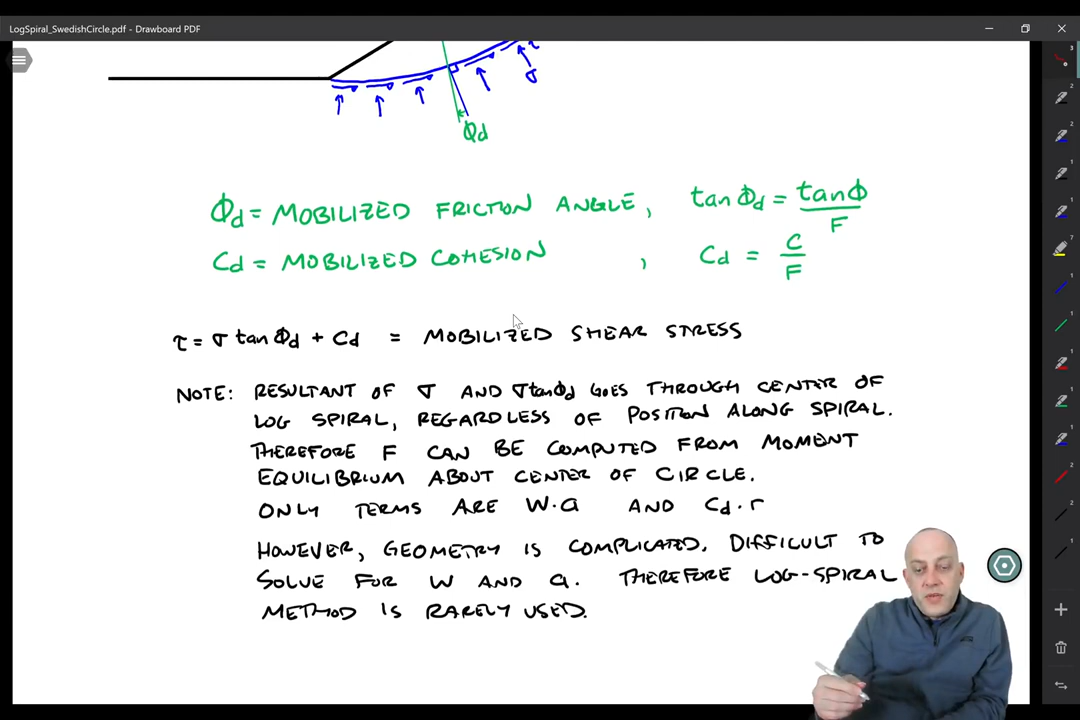 LogSpiral_SwedishCircle.pdf - Drawboard PDF
τ
σ
ϕd
ϕd = MOBILIZED FRICTION ANGLE, tan ϕd = tan ϕ / F
Cd = MOBILIZED COHESION , Cd = C / F
τ = σ tan ϕd + Cd = MOBILIZED SHEAR STRESS
NOTE: RESULTANT OF σ AND σ tan ϕd GOES THROUGH CENTER OF
LOG SPIRAL, REGARDLESS OF POSITION ALONG SPIRAL.
THEREFORE F CAN BE COMPUTED FROM MOMENT
EQUILIBRIUM ABOUT CENTER OF CIRCLE.
ONLY TERMS ARE W·a AND Cd·r
HOWEVER, GEOMETRY IS COMPLICATED. DIFFICULT TO
SOLVE FOR W AND a. THEREFORE LOG-SPIRAL
METHOD IS RARELY USED.